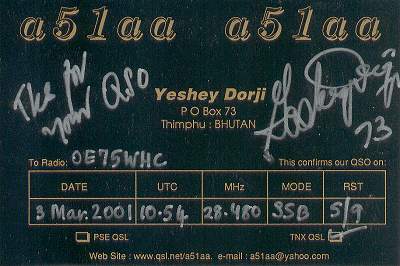 a51aa a51aa
Tks for
your QSO
Yeshey Dorji
P O Box 73
Thimphu : BHUTAN
73
To Radio: OE75WHC This confirms our QSO on:
DATE UTC MHz MODE RST
3 Mar. 2001 10.54 28.480 SSB 5/9
PSE QSL TNX QSL
Web Site : www.qsl.net/a51aa. e-mail : a51aa@yahoo.com